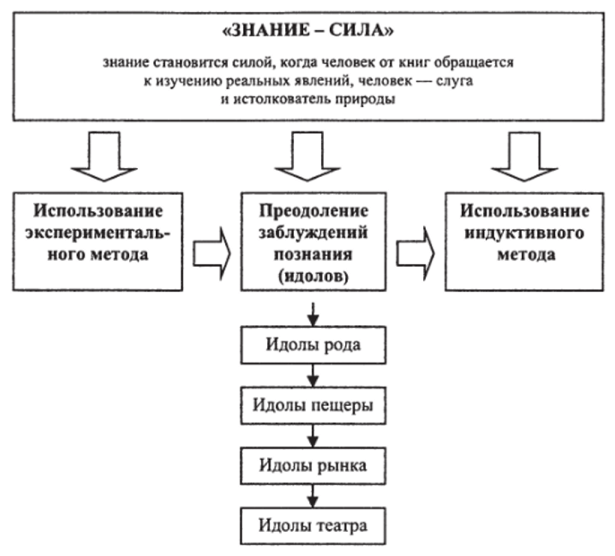 «ЗНАНИЕ – СИЛА»
знание становится силой, когда человек от книг обращается
к изучению реальных явлений, человек — слуга
и истолкователь природы
Использование
эксперименталь-
ного метода
Преодоление
заблуждений
познания
(идолов)
Использование
индуктивного
метода
Идолы рода
Идолы пещеры
Идолы рынка
Идолы театра